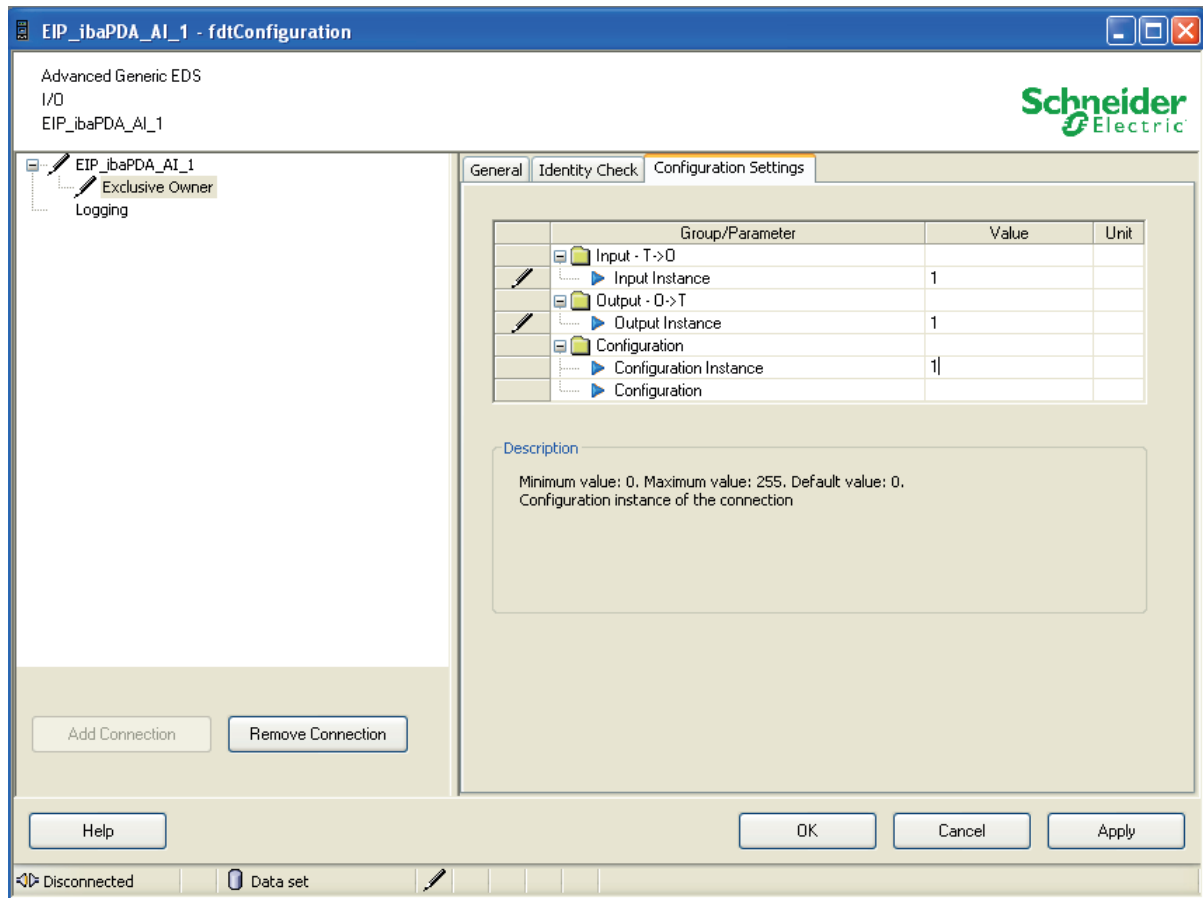 EIP_ibaPDA_AI_1 - fdtConfiguration
Advanced Generic EDS
I/O
EIP_ibaPDA_AI_1
Schneider
Electric
EIP_ibaPDA_AI_1
Exclusive Owner
Logging
General Identity Check Configuration Settings
Group/Parameter Value Unit
Input - T->O
Input Instance 1
Output - O->T
Output Instance 1
Configuration
Configuration Instance 1
Configuration
Description
Minimum value: 0. Maximum value: 255. Default value: 0.
Configuration instance of the connection
Add Connection Remove Connection
Help OK Cancel Apply
Disconnected Data set